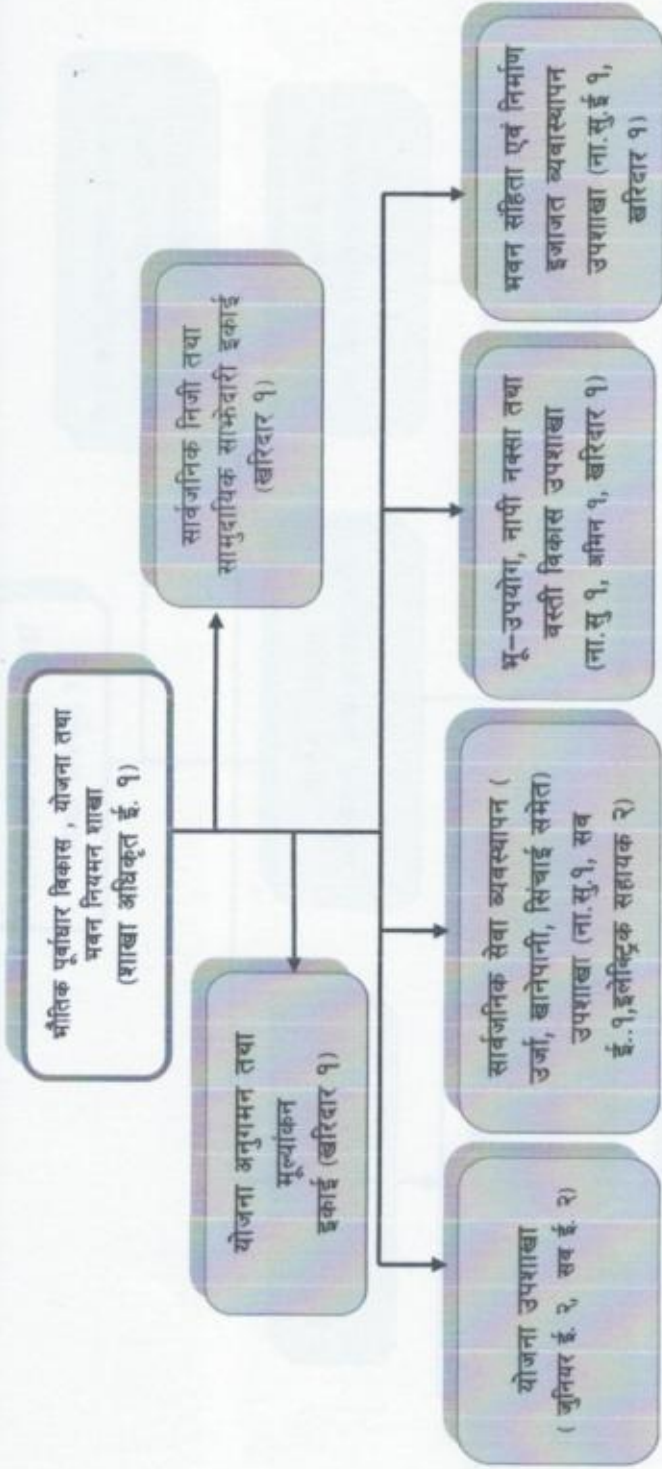 भौतिक पूर्वाधार विकास , योजना तथा
भवन नियमन शाखा
(शाखा अधिकृत ई. १)
सार्वजनिक निजी तथा
सामुदायिक साझेदारी इकाई
(खरिदार १)
योजना अनुगमन तथा
मूल्यांकन
इकाई (खरिदार १)
योजना उपशाखा
( जुनियर ई. २, सब ई. २)
सार्वजनिक सेवा व्यवस्थापन (
उर्जा, खानेपानी, सिंचाई समेत)
उपशाखा (ना.सु.१, सब
ई..१,इलेक्ट्रिक सहायक २)
भू–उपयोग, नापी नक्सा तथा
वस्ती विकास उपशाखा
(ना.सु १, अमिन १, खरिदार १)
भवन संहिता एवं निर्माण
इजाजत व्यवास्थापन
उपशाखा (ना.सु.ई १,
खरिदार १)